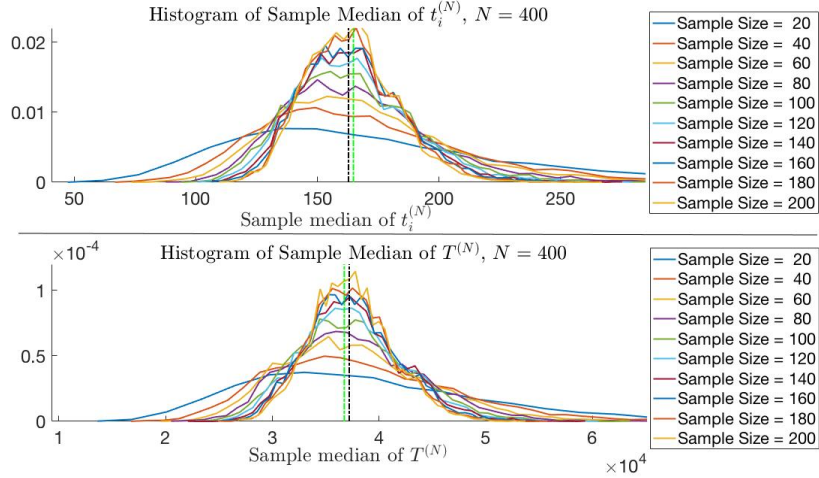 Histogram of Sample Median of $t_i^{(N)}$, $N = 400$
0.02
0.01
0
50 100 150 200 250
Sample median of $t_i^{(N)}$
Sample Size = 20
Sample Size = 40
Sample Size = 60
Sample Size = 80
Sample Size = 100
Sample Size = 120
Sample Size = 140
Sample Size = 160
Sample Size = 180
Sample Size = 200
×10^{-4}
Histogram of Sample Median of $T^{(N)}$, $N = 400$
1
0.5
0
1 2 3 4 5 6
×10^4
Sample median of $T^{(N)}$
Sample Size = 20
Sample Size = 40
Sample Size = 60
Sample Size = 80
Sample Size = 100
Sample Size = 120
Sample Size = 140
Sample Size = 160
Sample Size = 180
Sample Size = 200